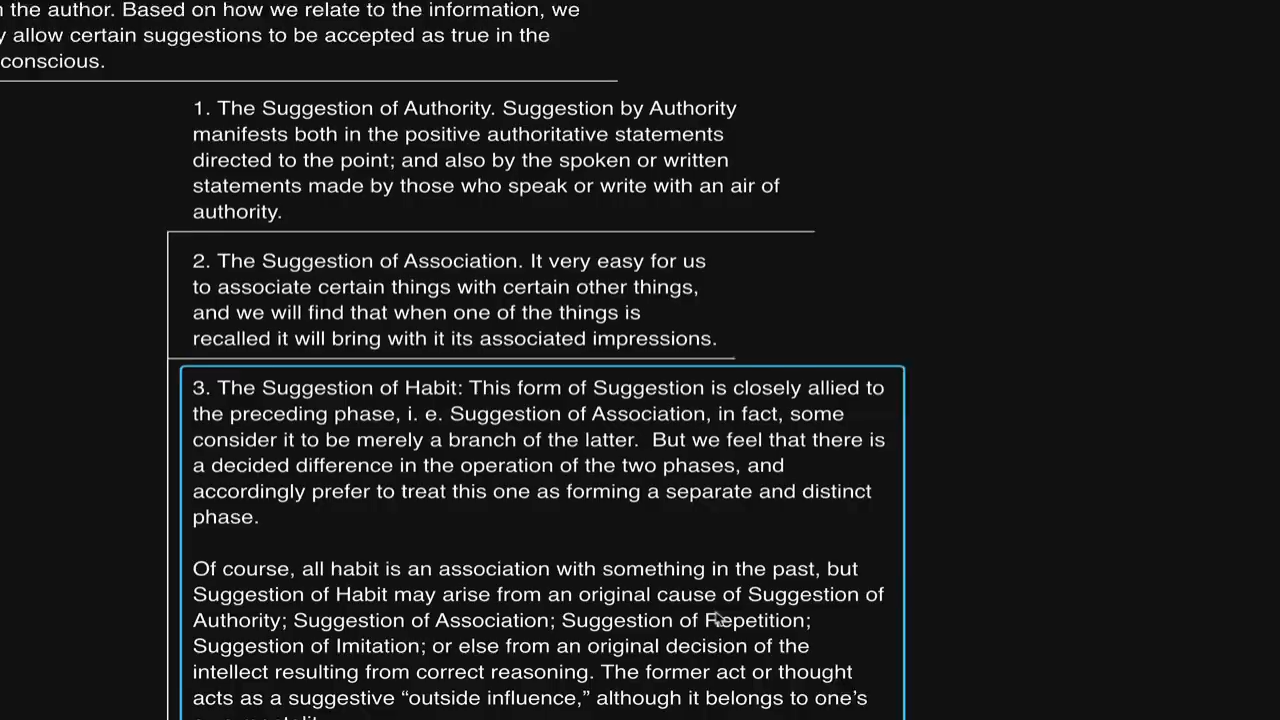 the author. Based on how we relate to the information, we
allow certain suggestions to be accepted as true in the
conscious.
1. The Suggestion of Authority. Suggestion by Authority
manifests both in the positive authoritative statements
directed to the point; and also by the spoken or written
statements made by those who speak or write with an air of
authority.
2. The Suggestion of Association. It very easy for us
to associate certain things with certain other things,
and we will find that when one of the things is
recalled it will bring with it its associated impressions.
3. The Suggestion of Habit: This form of Suggestion is closely allied to
the preceding phase, i. e. Suggestion of Association, in fact, some
consider it to be merely a branch of the latter.  But we feel that there is
a decided difference in the operation of the two phases, and
accordingly prefer to treat this one as forming a separate and distinct
phase.
Of course, all habit is an association with something in the past, but
Suggestion of Habit may arise from an original cause of Suggestion of
Authority; Suggestion of Association; Suggestion of Repetition;
Suggestion of Imitation; or else from an original decision of the
intellect resulting from correct reasoning. The former act or thought
acts as a suggestive “outside influence,” although it belongs to one’s